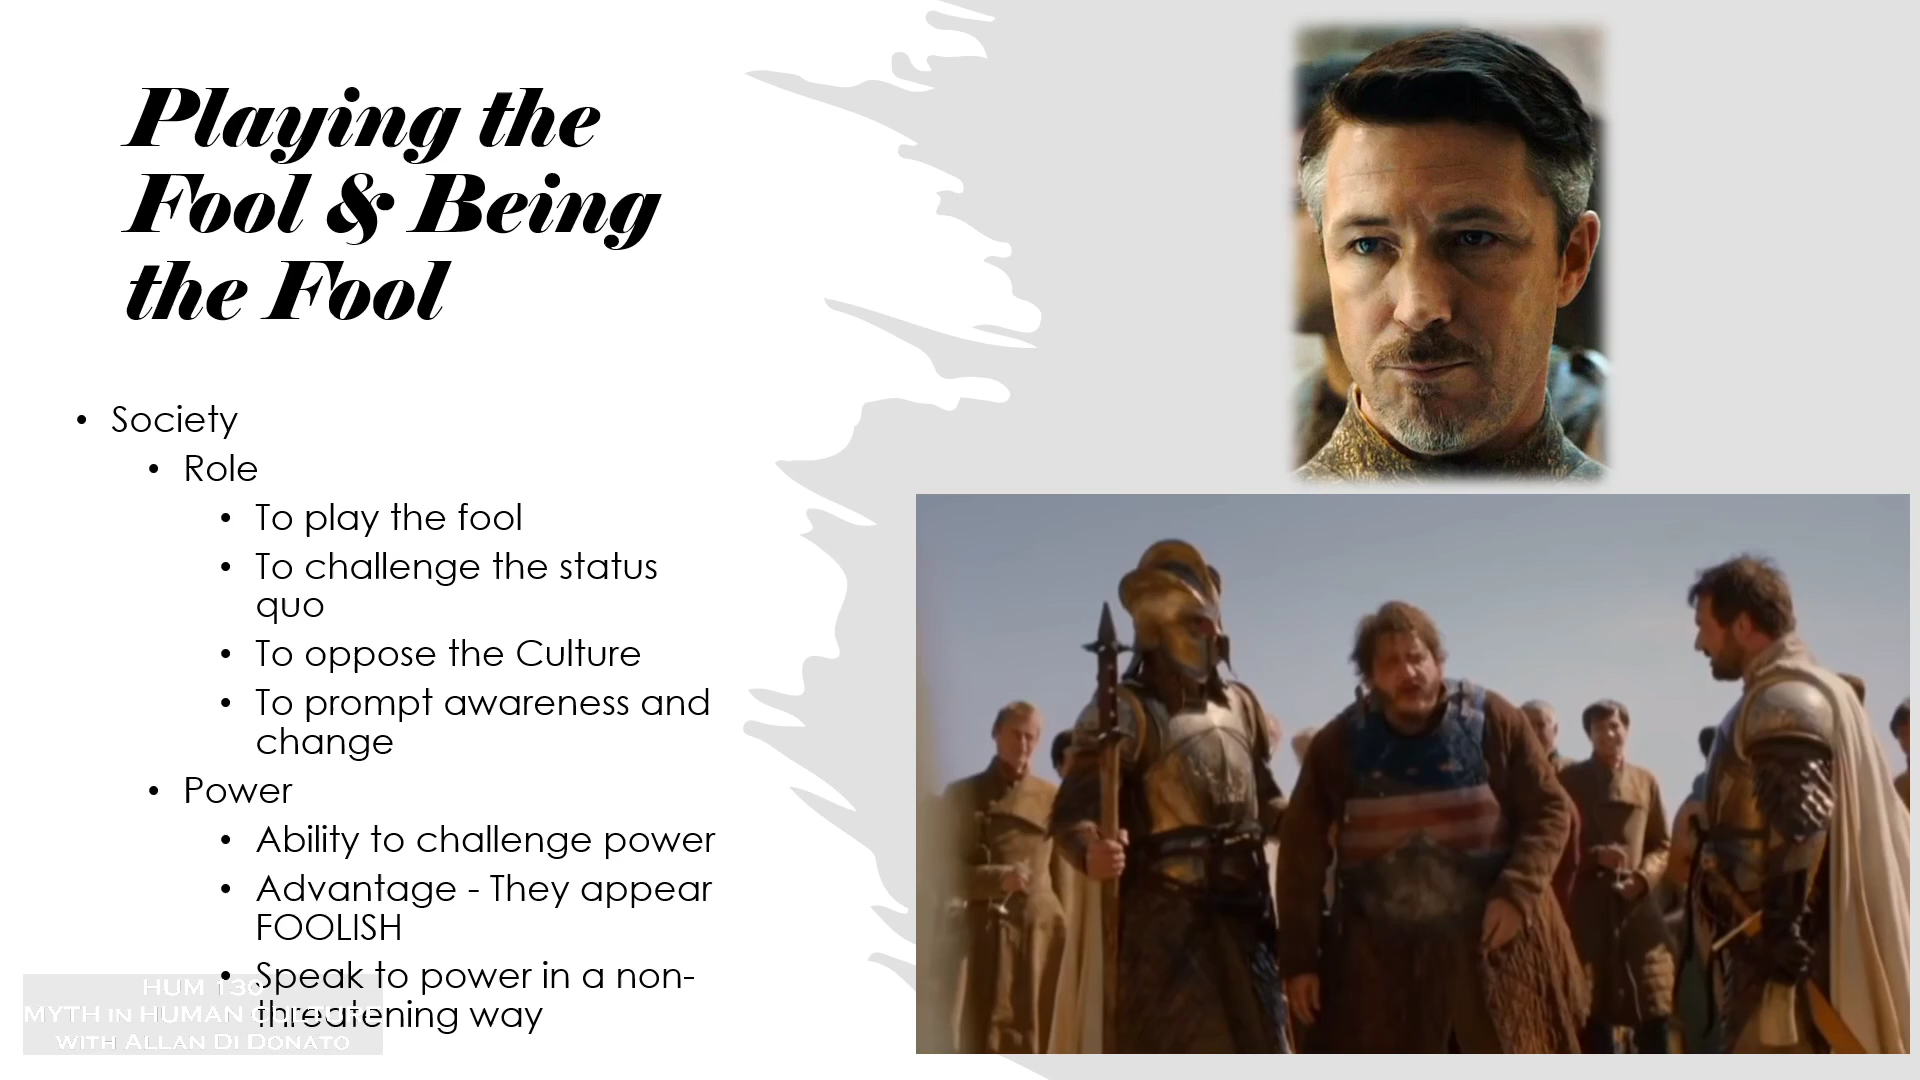 Playing the
Fool & Being
the Fool
• Society
• Role
• To play the fool
• To challenge the status
quo
• To oppose the Culture
• To prompt awareness and
change
• Power
• Ability to challenge power
• Advantage - They appear
FOOLISH
• Speak to power in a non-
threatening way
HUM 130
MYTH IN HUMAN CULTURE
WITH ALLAN DI DONATO